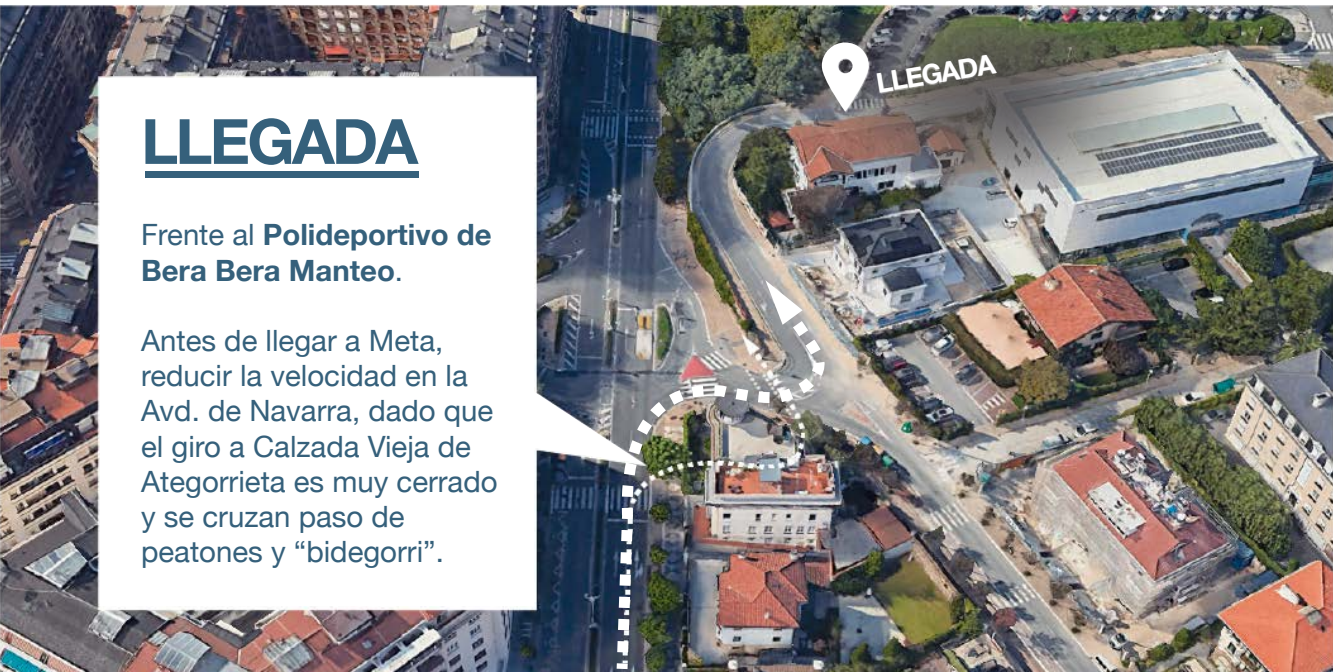 LLEGADA
LLEGADA
Frente al Polideportivo de
Bera Bera Manteo.
Antes de llegar a Meta,
reducir la velocidad en la
Avd. de Navarra, dado que
el giro a Calzada Vieja de
Ategorrieta es muy cerrado
y se cruzan paso de
peatones y “bidegorri”.